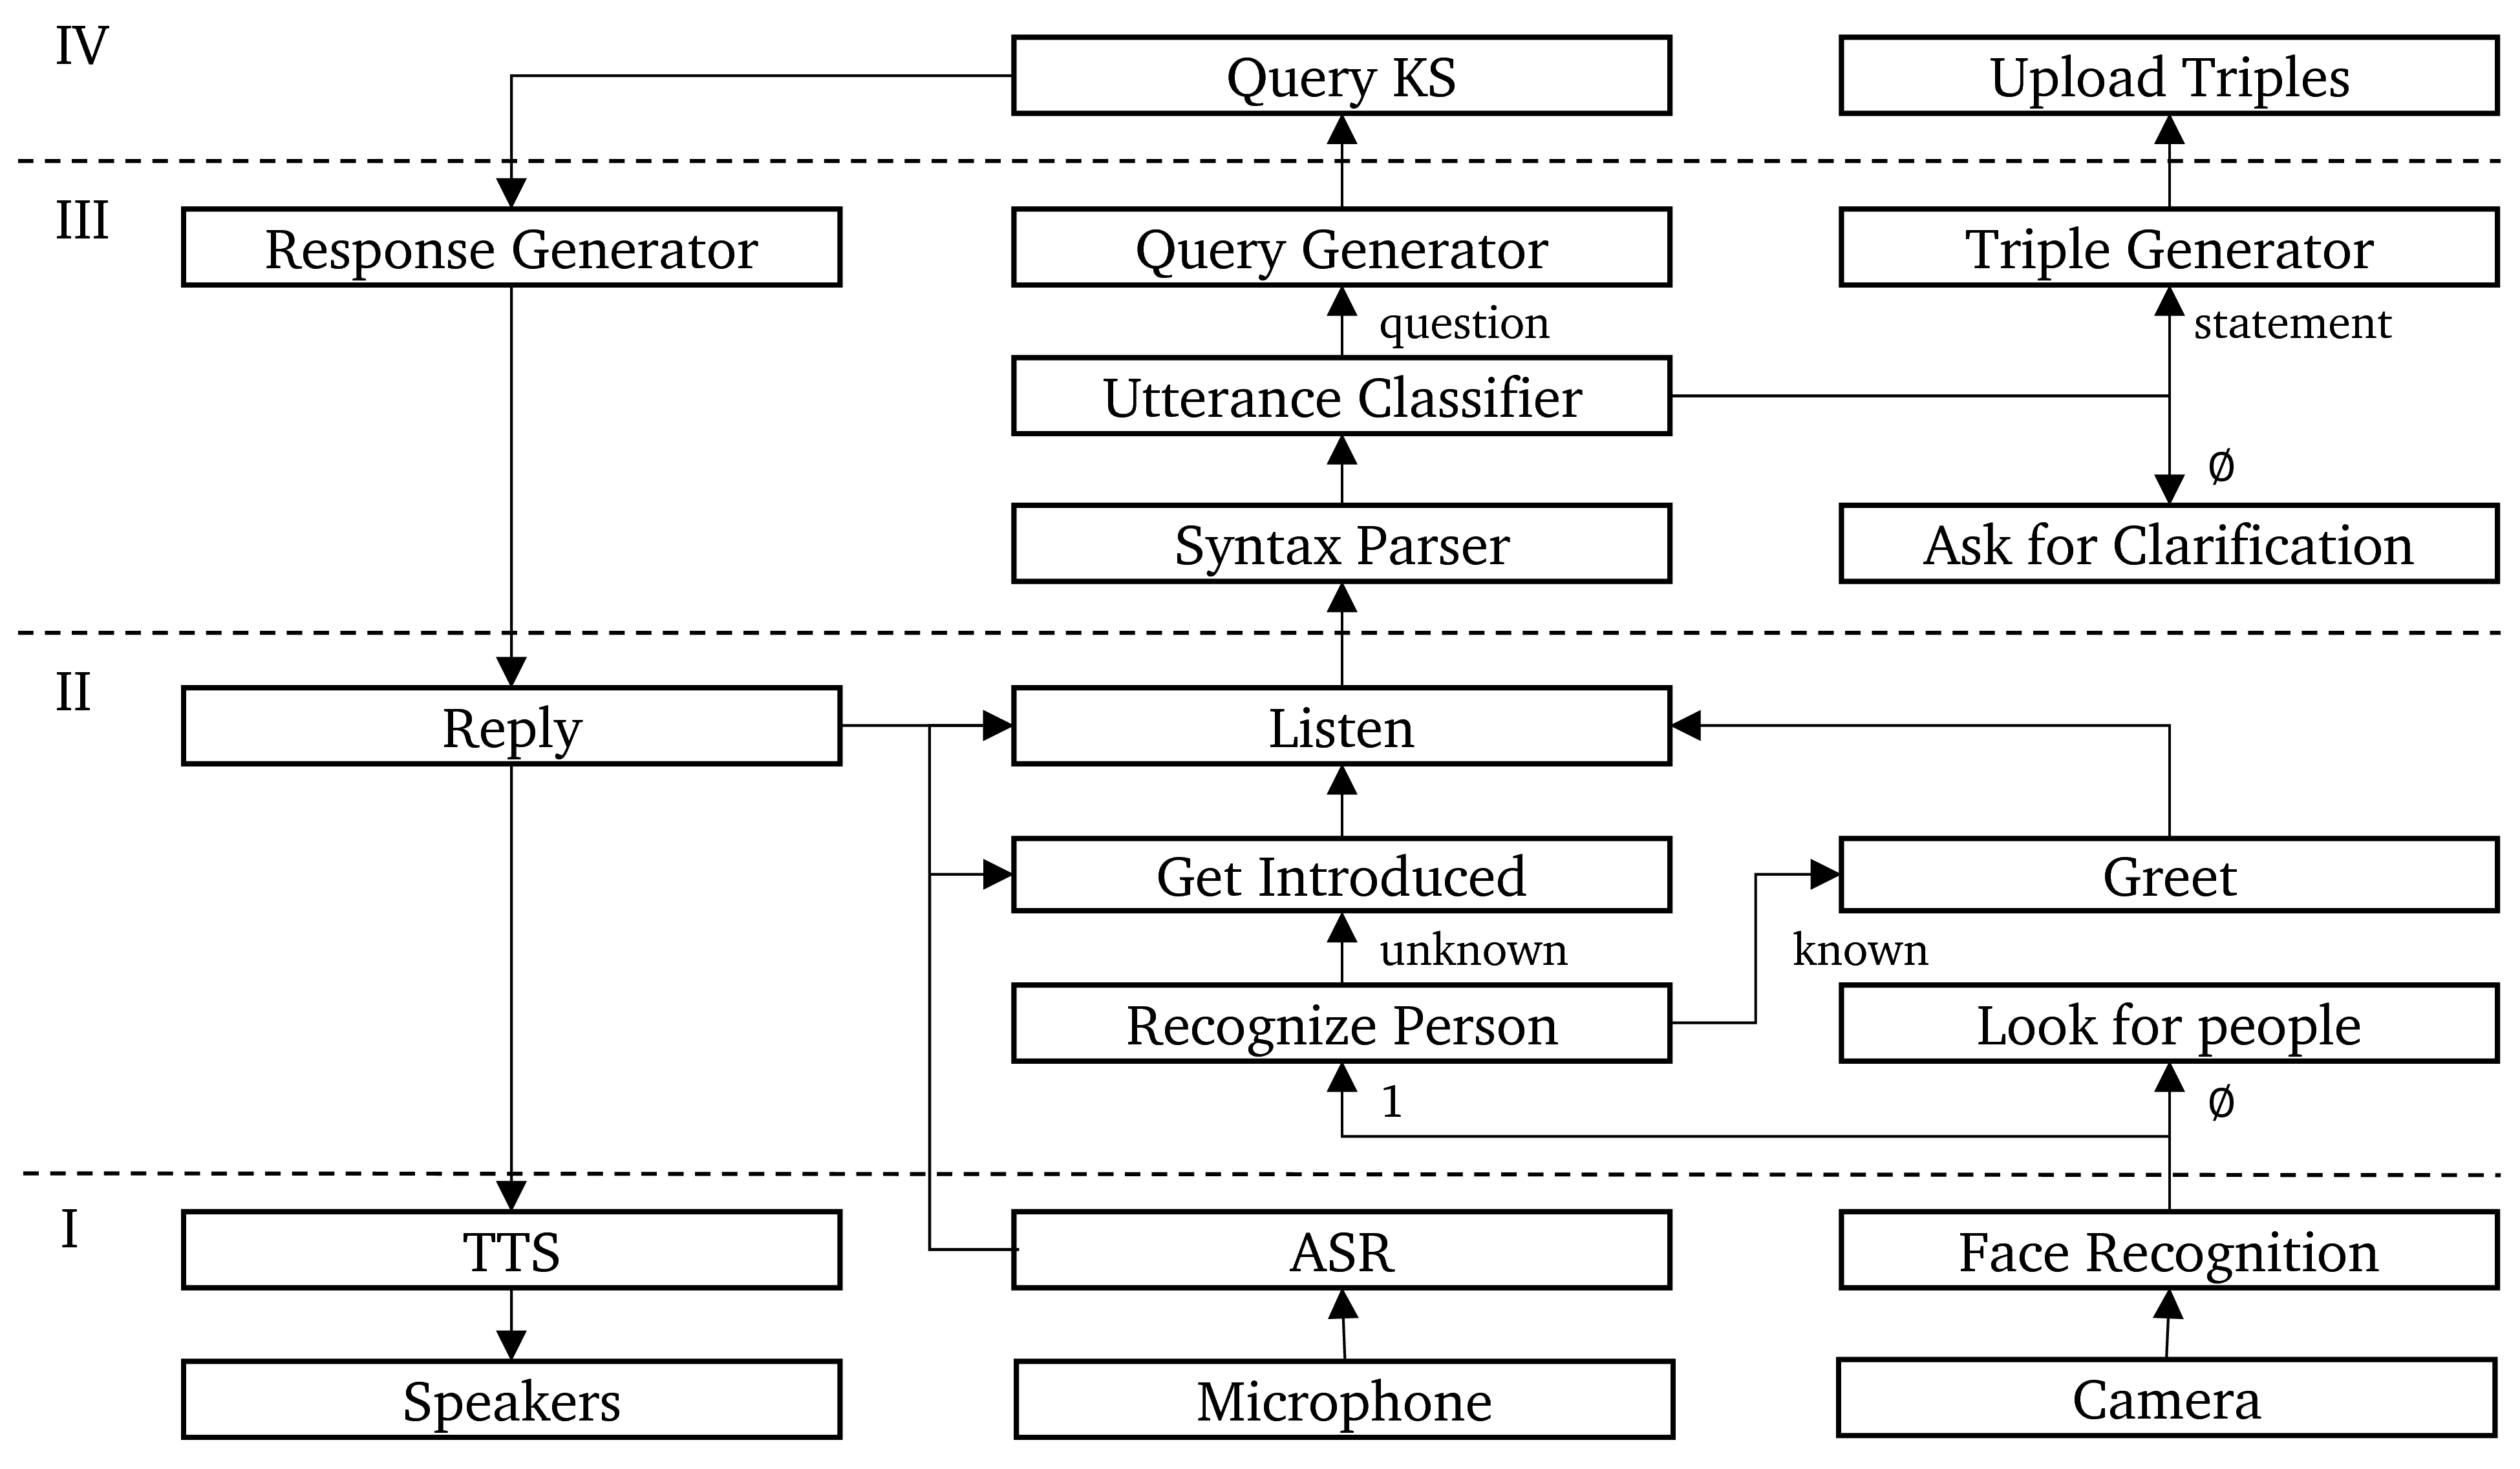 IV
Query KS
Upload Triples
III
Response Generator
Query Generator
Triple Generator
question
statement
Utterance Classifier
∅
Syntax Parser
Ask for Clarification
II
Reply
Listen
Get Introduced
Greet
unknown
known
Recognize Person
Look for people
1
∅
I
TTS
ASR
Face Recognition
Speakers
Microphone
Camera